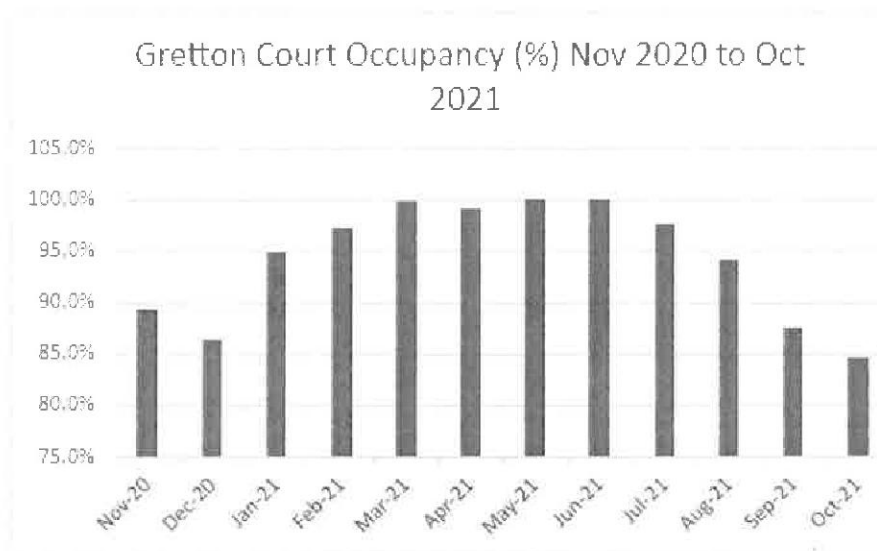 Gretton Court Occupancy (%) Nov 2020 to Oct
2021
105.0%
100.0%
95.0%
90.0%
85.0%
80.0%
75.0%
Nov-20
Dec-20
Jan-21
Feb-21
Mar-21
Apr-21
May-21
Jun-21
Jul-21
Aug-21
Sep-21
Oct-21